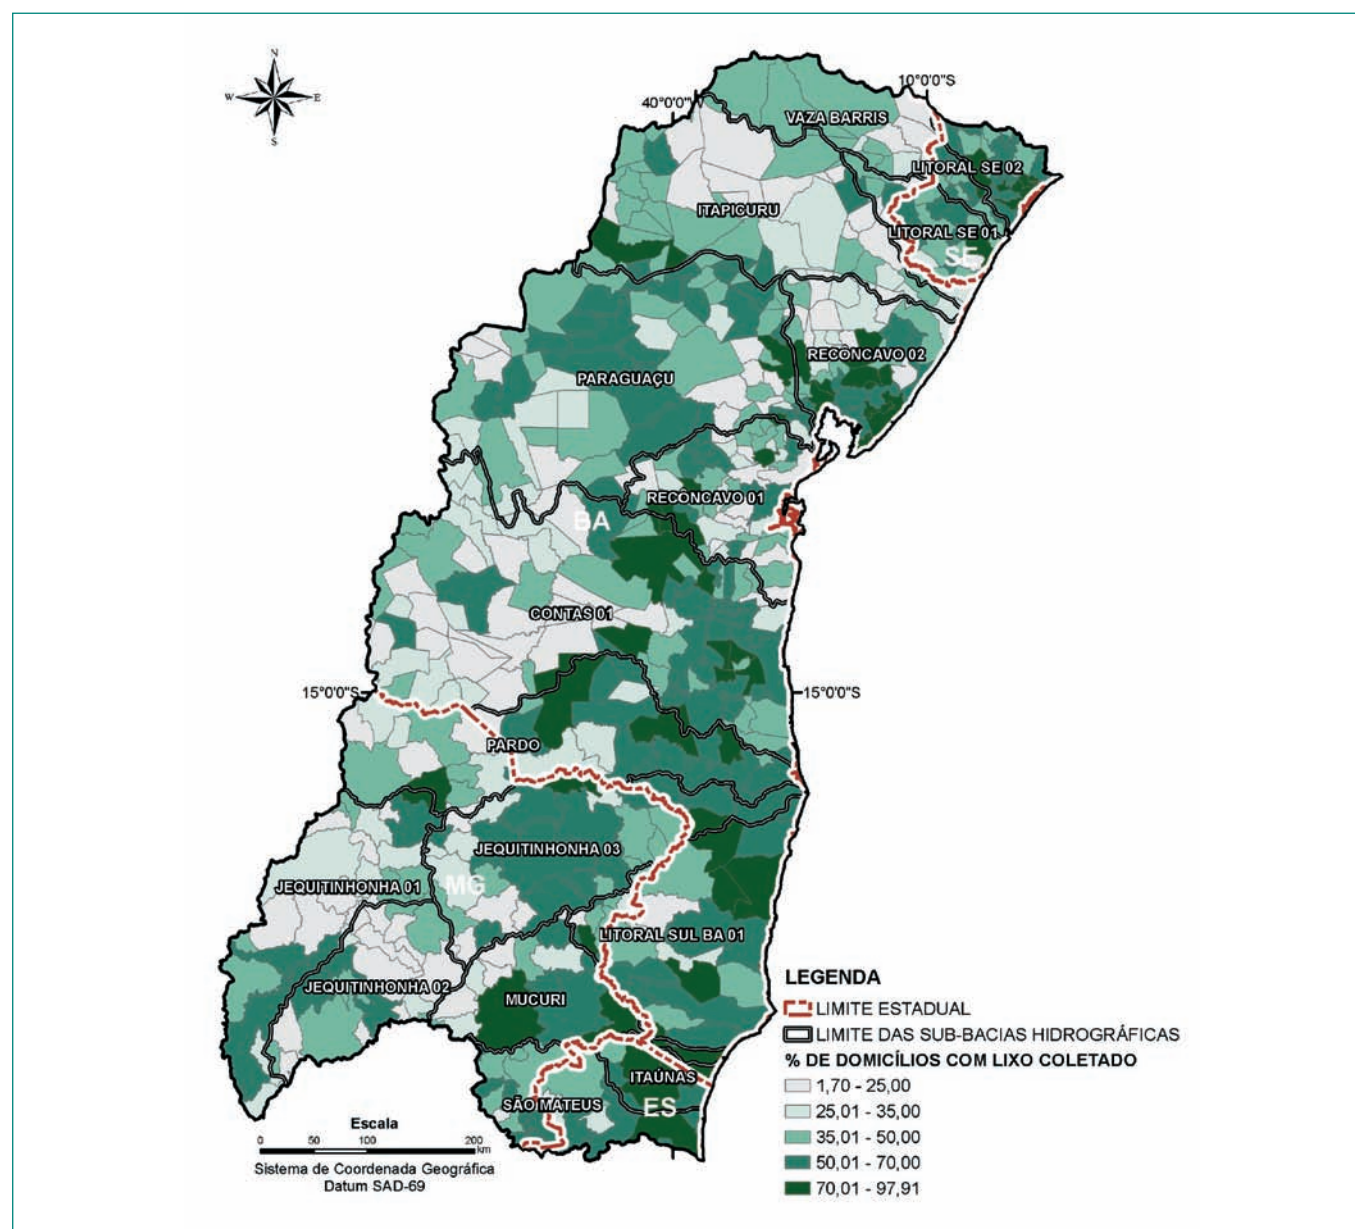 N
W
E
S
10°0'0"S
40°0'0"W
VAZA BARRIS
LITORAL SE 02
ITAPICURU
LITORAL SE 01
SE
RECÔNCAVO 02
PARAGUAÇU
RECÔNCAVO 01
BA
CONTAS 01
15°0'0"S
15°0'0"S
PARDO
JEQUITINHONHA 03
JEQUITINHONHA 01
MG
LITORAL SUL BA 01
JEQUITINHONHA 02
MUCURI
ITAÚNAS
SÃO MATEUS
ES
LEGENDA
LIMITE ESTADUAL
LIMITE DAS SUB-BACIAS HIDROGRÁFICAS
% DE DOMICÍLIOS COM LIXO COLETADO
1,70 - 25,00
25,01 - 35,00
35,01 - 50,00
50,01 - 70,00
70,01 - 97,91
Escala
0 50 100 200
km
Sistema de Coordenada Geográfica
Datum SAD-69